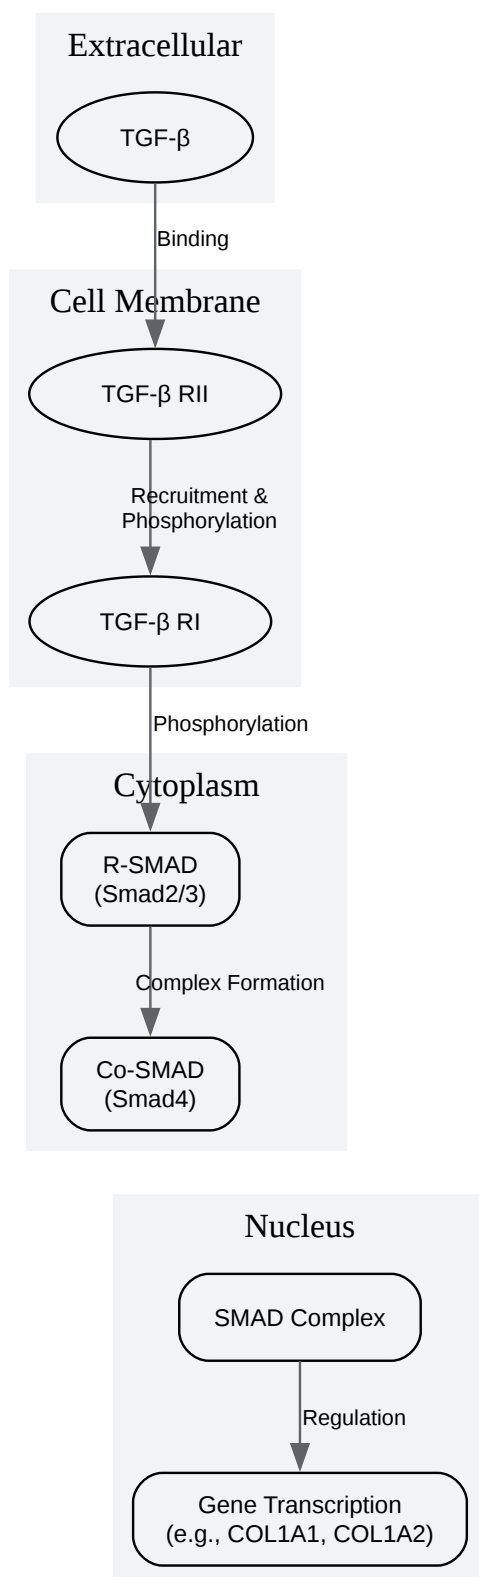 Extracellular
TGF-β
Binding
Cell Membrane
TGF-β RII
Recruitment &
Phosphorylation
TGF-β RI
Phosphorylation
Cytoplasm
R-SMAD
(Smad2/3)
Complex Formation
Co-SMAD
(Smad4)
Nucleus
SMAD Complex
Regulation
Gene Transcription
(e.g., COL1A1, COL1A2)